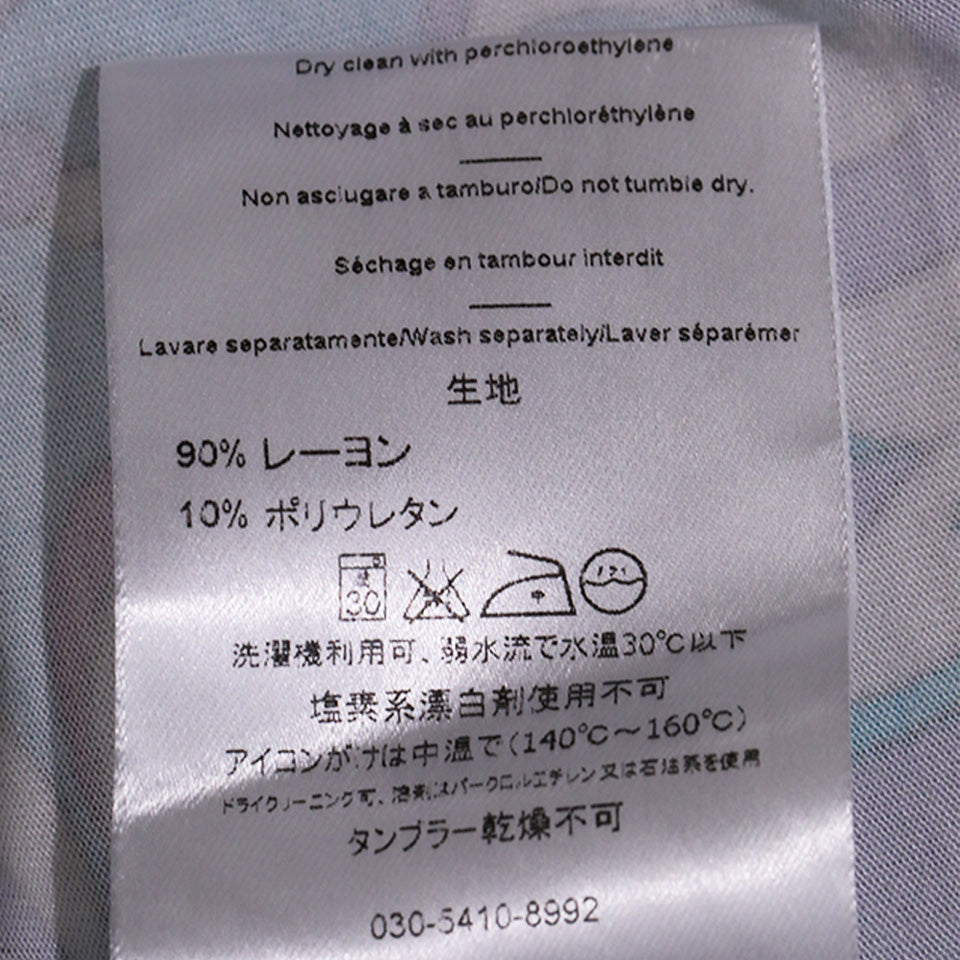 Dry clean with perchloroethylene
Nettoyage à sec au perchloréthylène
Non asciugare a tamburo/Do not tumble dry.
Séchage en tambour interdit
Lavare separatamente/Wash separately/Laver séparémer
生地
90% レーヨン
10% ポリウレタン
弱
30
中
ドライ
洗濯機利用可、弱水流で水温30℃以下
塩素系漂白剤使用不可
アイコンがけは中温で(140℃～160℃)
ドライクリーニング可、溶剤はパークロルエチレン又は石油系を使用
タンブラー乾燥不可
030-5410-8992